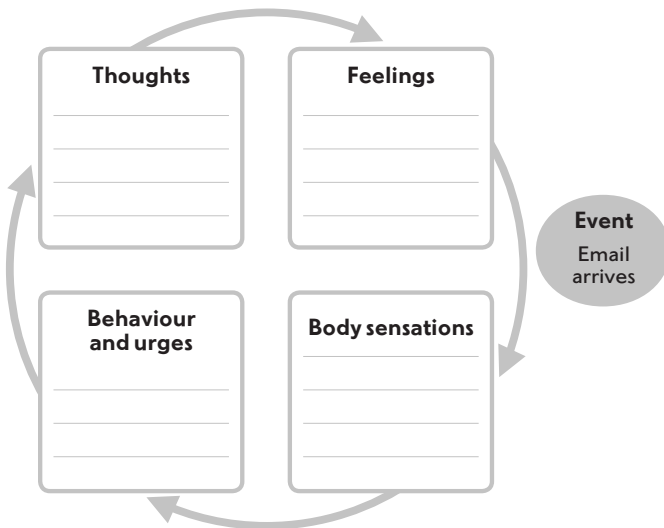 Thoughts
Feelings
Event
Email
arrives
Behaviour
and urges
Body sensations